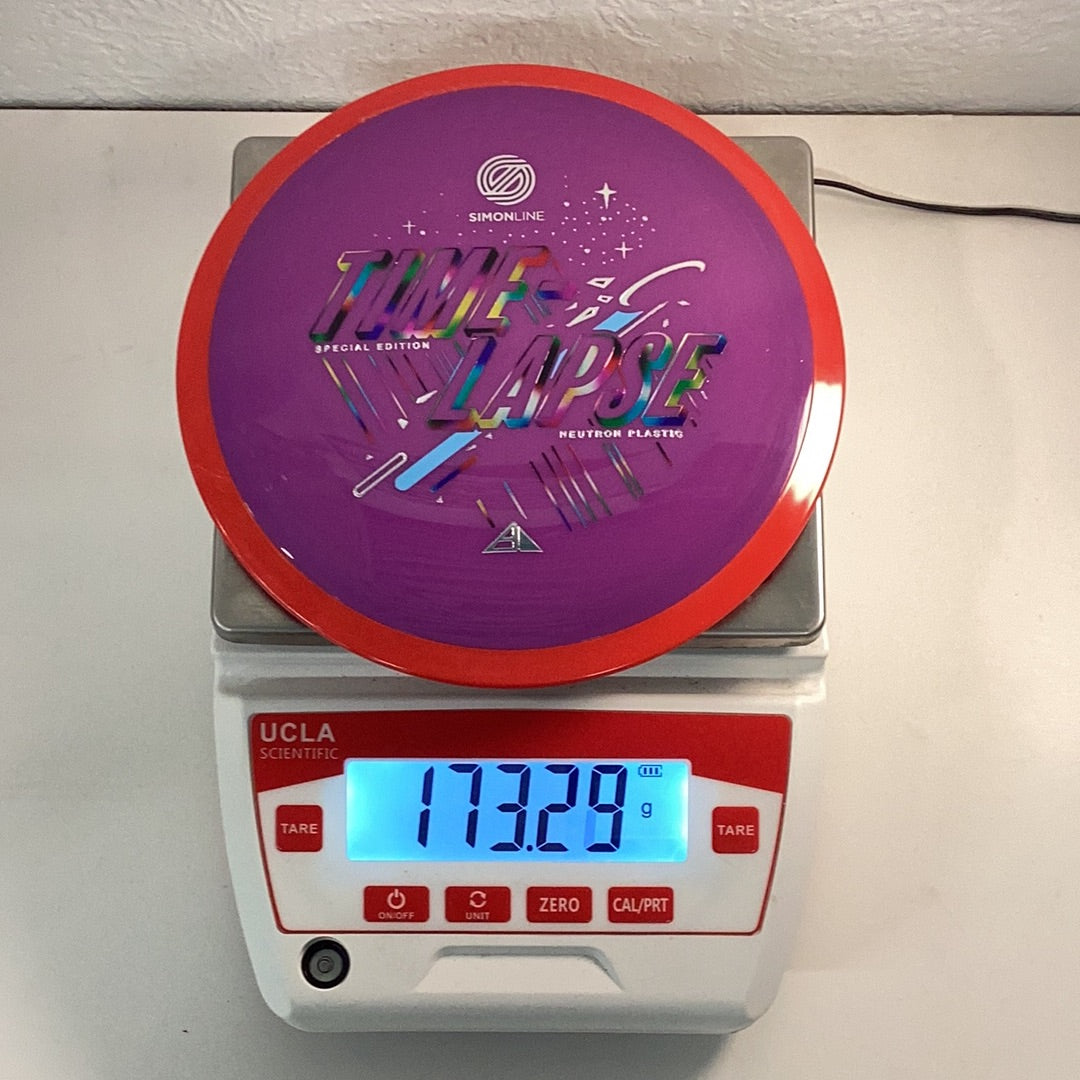 SIMONLINE
TIME-
SPECIAL EDITION
LAPSE
NEUTRON PLASTIC
UCLA
SCIENTIFIC
173.29 g
TARE
TARE
ON/OFF
UNIT
ZERO
CAL/PRT